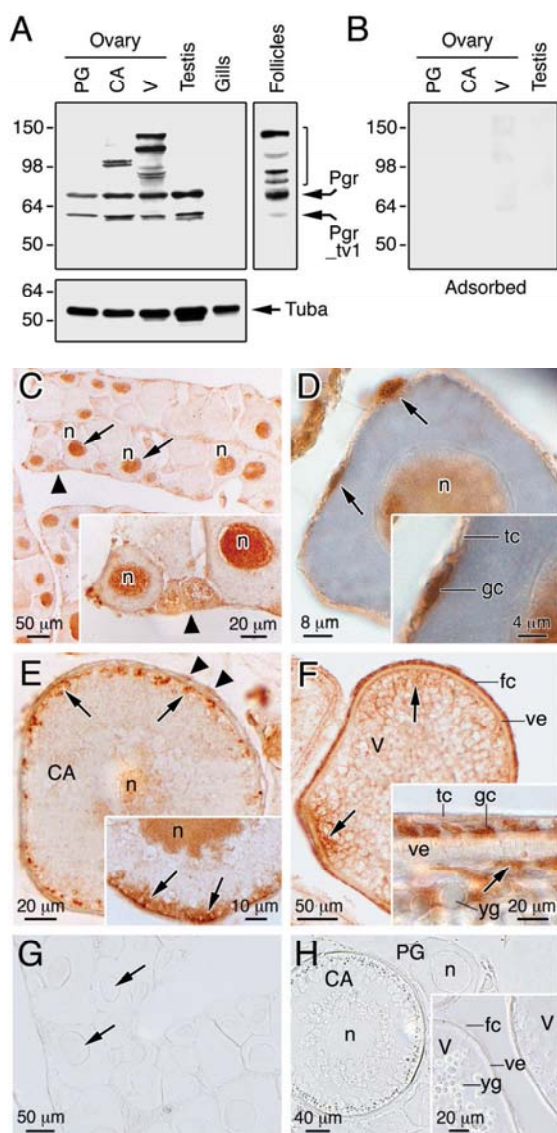 A
B
Ovary
Ovary
PG
CA
V
Testis
Gills
Follicles
PG
CA
V
Testis
150
98
64
50
Pgr
Pgr
_tv1
150
98
64
50
Adsorbed
64
50
Tuba
C
n
n
n
n
n
50 μm
20 μm
D
n
tc
gc
8 μm
4 μm
E
CA
n
n
20 μm
10 μm
F
fc
ve
V
tc
gc
ve
yg
50 μm
20 μm
G
50 μm
H
PG
n
CA
n
fc
V
V
ve
yg
40 μm
20 μm